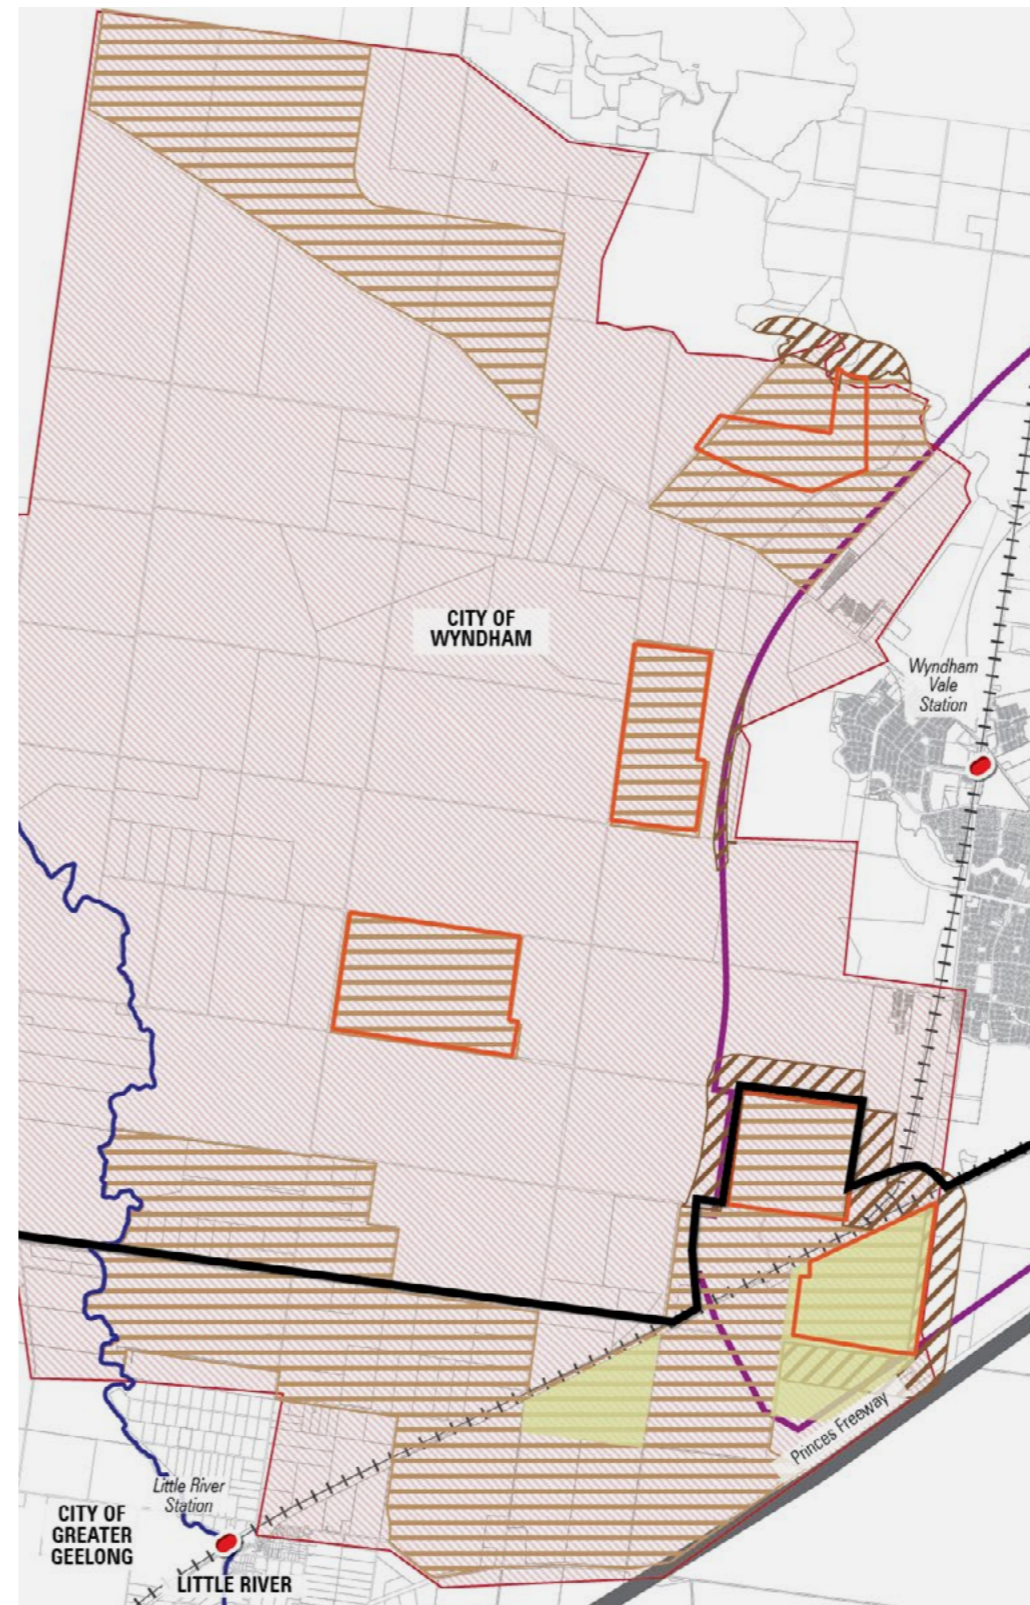 CITY OF
WYNDHAM
Wyndham
Vale
Station
Princes Freeway
Little River
Station
CITY OF
GREATER
GEELONG
LITTLE RIVER